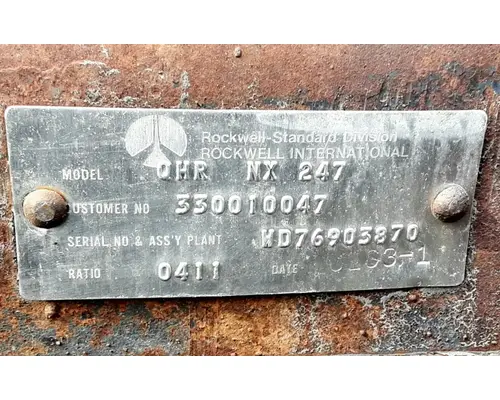 Rockwell-Standard Division
ROCKWELL INTERNATIONAL
MODEL QHR NX 247
CUSTOMER NO 330010047
SERIAL NO & ASS'Y PLANT WD76903870
RATIO 0411 DATE